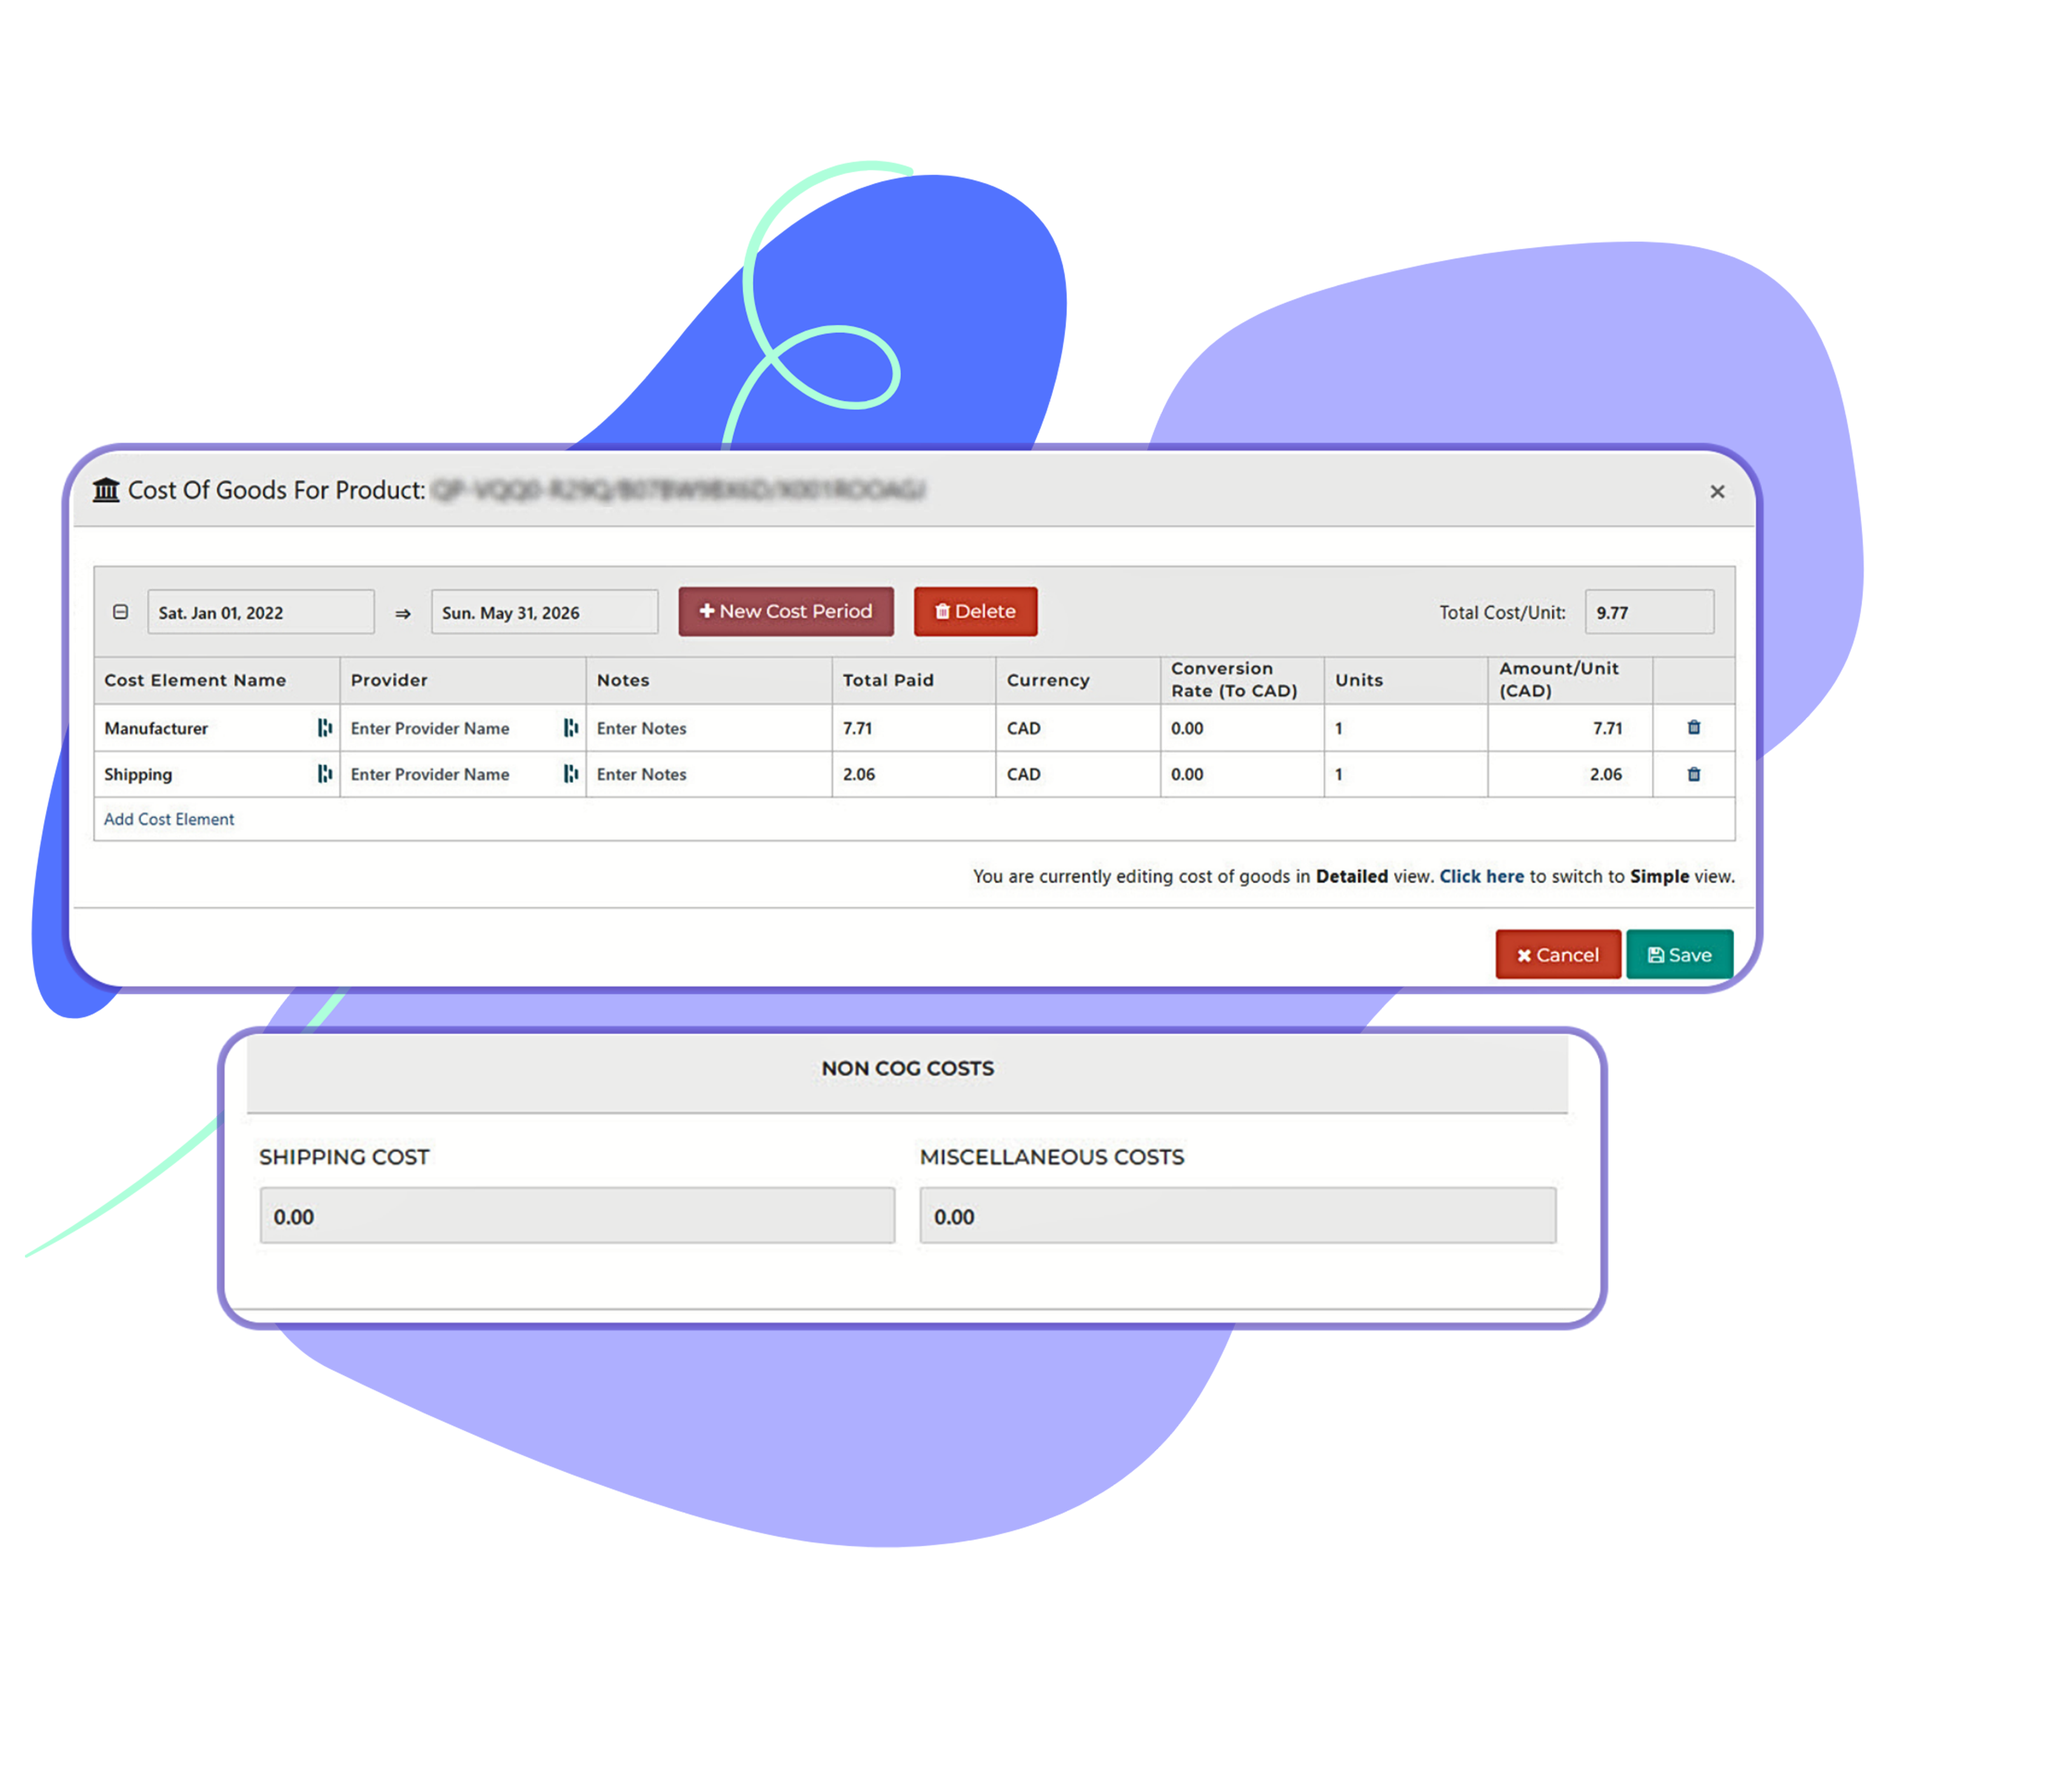 Cost Of Goods For Product:
Sat. Jan 01, 2022 ⇒ Sun. May 31, 2026 New Cost Period Delete Total Cost/Unit: 9.77
Cost Element Name Provider Notes Total Paid Currency Conversion Rate (To CAD) Units Amount/Unit (CAD)
Manufacturer Enter Provider Name Enter Notes 7.71 CAD 0.00 1 7.71
Shipping Enter Provider Name Enter Notes 2.06 CAD 0.00 1 2.06
Add Cost Element
You are currently editing cost of goods in Detailed view. Click here to switch to Simple view.
Cancel Save
NON COG COSTS
SHIPPING COST MISCELLANEOUS COSTS
0.00 0.00